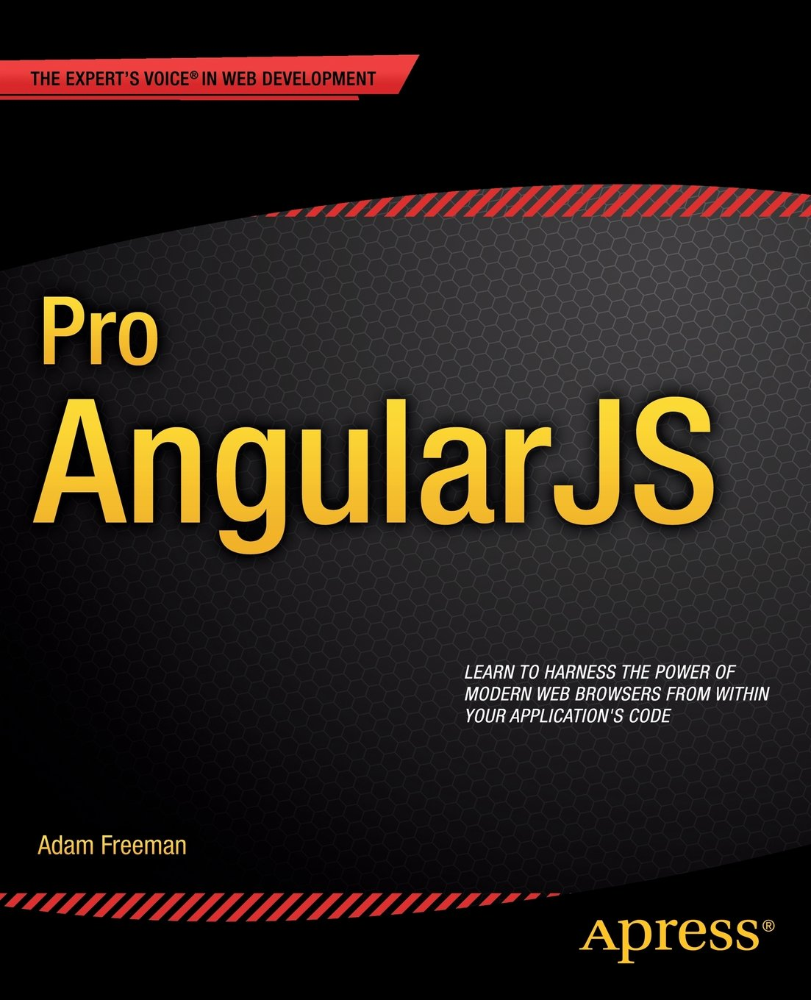 THE EXPERT'S VOICE® IN WEB DEVELOPMENT
Pro
AngularJS
LEARN TO HARNESS THE POWER OF
MODERN WEB BROWSERS FROM WITHIN
YOUR APPLICATION'S CODE
Adam Freeman
Apress®